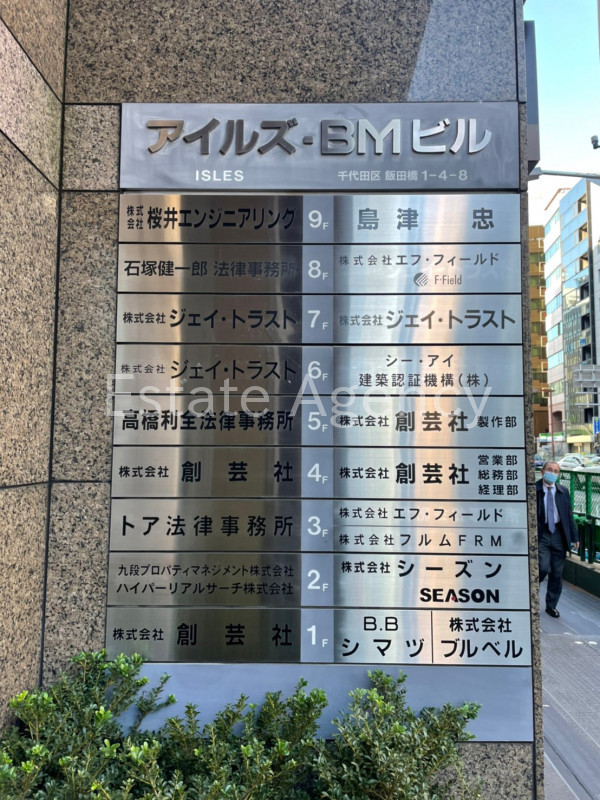 アイルズ・BMビル
ISLES 千代田区 飯田橋 1-4-8
株式会社 桜井エンジニアリング 9F 島津 忠
石塚健一郎 法律事務所 8F 株式会社 エフ・フィールド
F-Field
株式会社 ジェイ・トラスト 7F 株式会社 ジェイ・トラスト
株式会社 ジェイ・トラスト 6F シー・アイ
建築認証機構(株)
Estate Agency
高橋利全法律事務所 5F 株式会社 創芸社 製作部
株式会社 創芸社 4F 株式会社 創芸社 営業部
総務部
経理部
トア法律事務所 3F 株式会社 エフ・フィールド
株式会社 フルムFRM
九段プロパティマネジメント株式会社
ハイパーリアルサーチ株式会社 2F 株式会社 シーズン
SEASON
株式会社 創芸社 1F B.B
シマヅ
株式会社
ブルベル